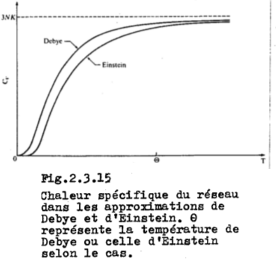 3NK
Debye
Einstein
C_v
0
Θ
T
Fig.2.3.15
Chaleur spécifique du réseau
dans les approximations de
Debye et d'Einstein. θ
représente la température de
Debye ou celle d'Einstein
selon le cas.